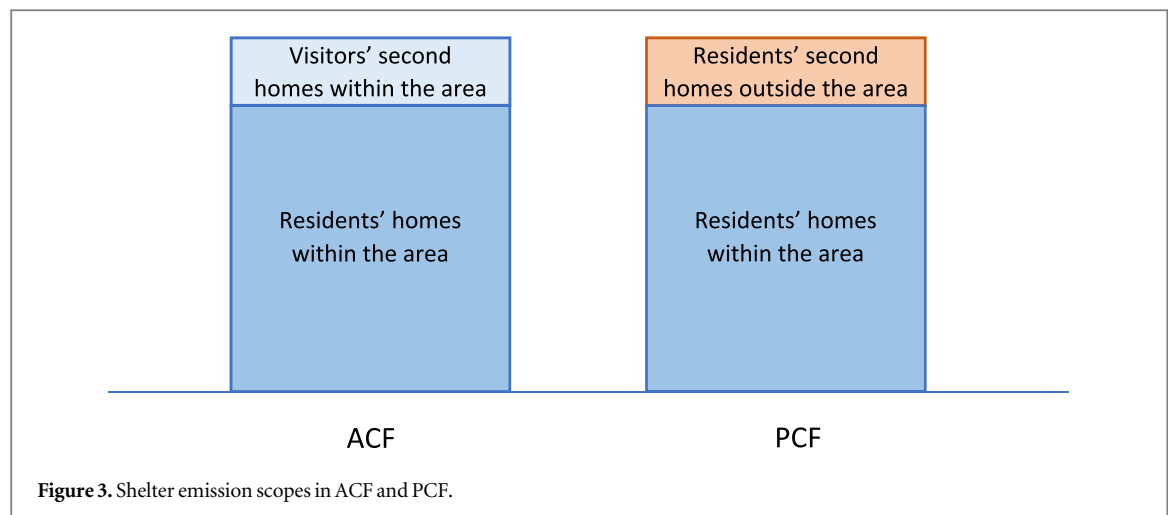 Visitors’ second
homes within the area
Residents’ homes
within the area
Residents’ second
homes outside the area
Residents’ homes
within the area
ACF
PCF
Figure 3. Shelter emission scopes in ACF and PCF.